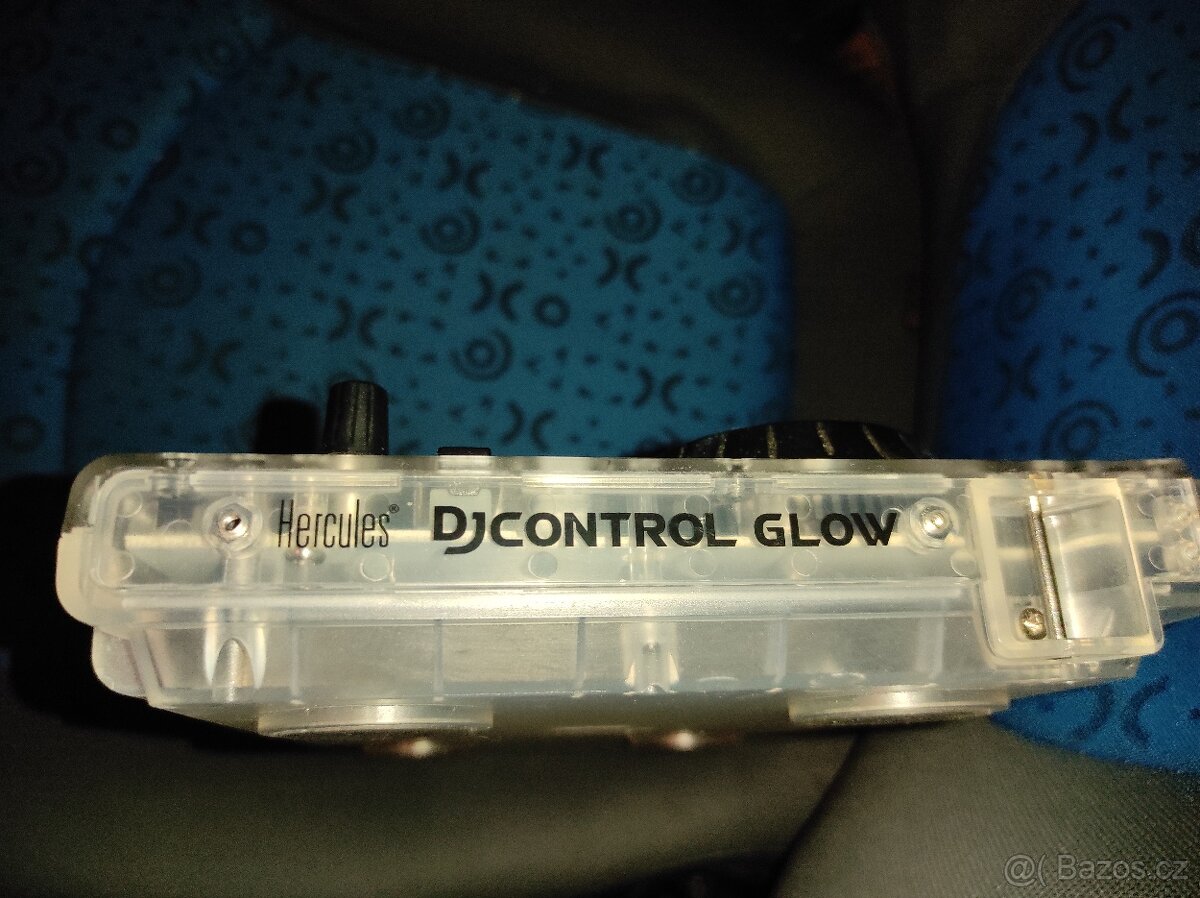 Hercules® DJCONTROL GLOW
@( Bazos.cz